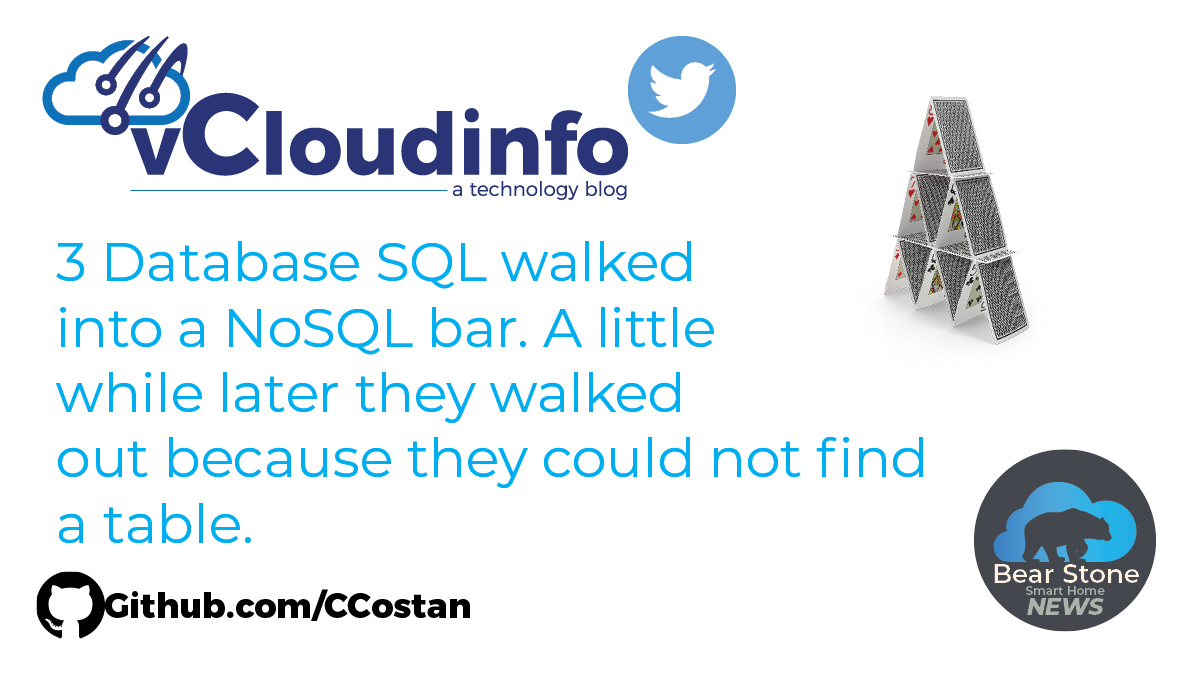 vCloudinfo
a technology blog
3 Database SQL walked
into a NoSQL bar. A little
while later they walked
out because they could not find
a table.
Github.com/CCostan
Bear Stone
Smart Home
NEWS